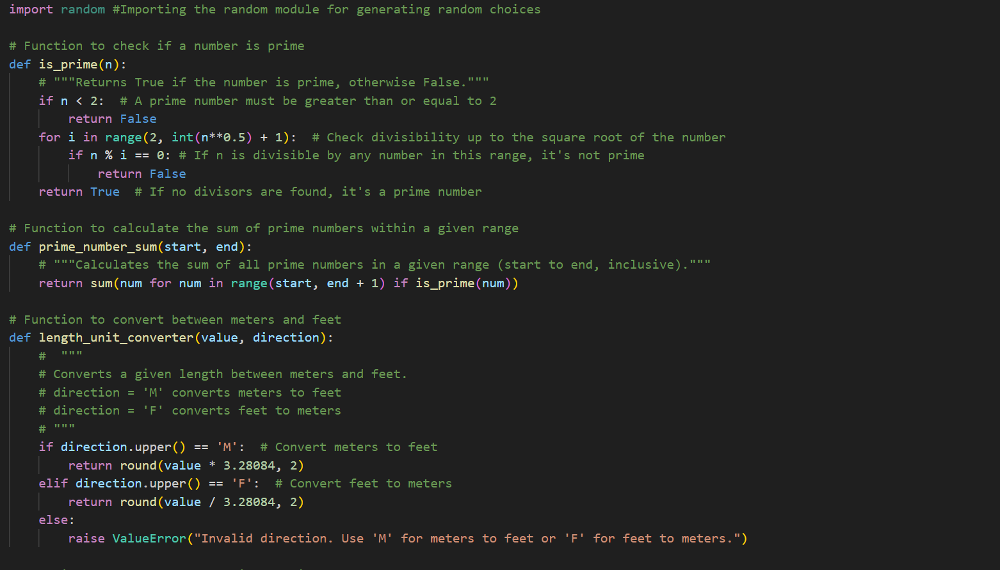 import random #Importing the random module for generating random choices

# Function to check if a number is prime
def is_prime(n):
    # """Returns True if the number is prime, otherwise False."""
    if n < 2:  # A prime number must be greater than or equal to 2
        return False
    for i in range(2, int(n**0.5) + 1):  # Check divisibility up to the square root of the number
        if n % i == 0: # If n is divisible by any number in this range, it's not prime
            return False
    return True  # If no divisors are found, it's a prime number

# Function to calculate the sum of prime numbers within a given range
def prime_number_sum(start, end):
    # """Calculates the sum of all prime numbers in a given range (start to end, inclusive)."""
    return sum(num for num in range(start, end + 1) if is_prime(num))

# Function to convert between meters and feet
def length_unit_converter(value, direction):
    #  """
    # Converts a given length between meters and feet.
    # direction = 'M' converts meters to feet
    # direction = 'F' converts feet to meters
    # """
    if direction.upper() == 'M':  # Convert meters to feet
        return round(value * 3.28084, 2)
    elif direction.upper() == 'F':  # Convert feet to meters
        return round(value / 3.28084, 2)
    else:
        raise ValueError("Invalid direction. Use 'M' for meters to feet or 'F' for feet to meters.")